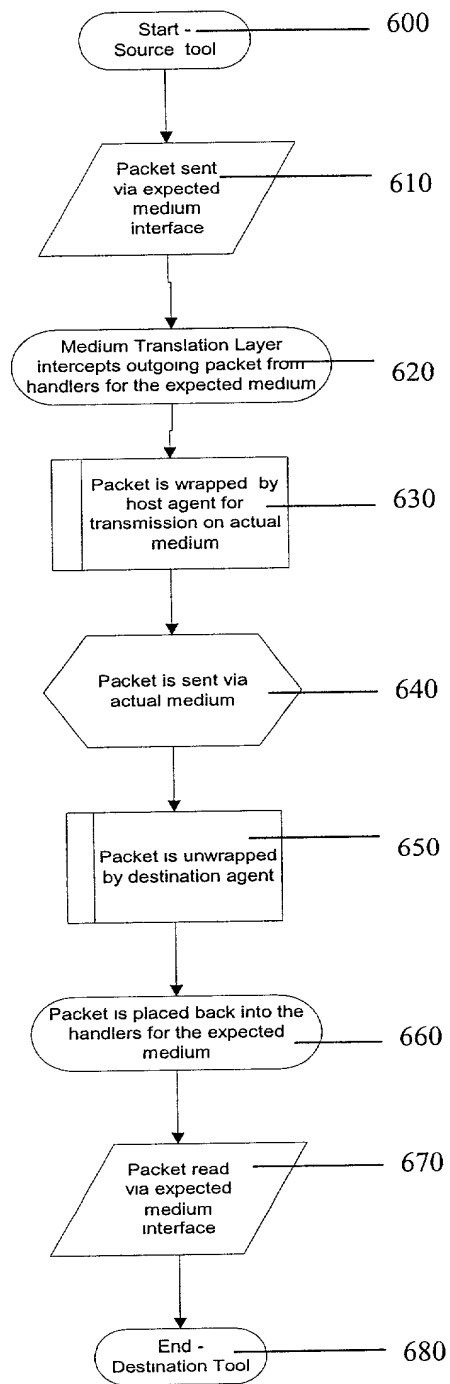 Start -
Source tool
600
Packet sent
via expected
medium
interface
610
Medium Translation Layer
intercepts outgoing packet from
handlers for the expected medium
620
Packet is wrapped by
host agent for
transmission on actual
medium
630
Packet is sent via
actual medium
640
Packet is unwrapped
by destination agent
650
Packet is placed back into the
handlers for the expected
medium
660
Packet read
via expected
medium
interface
670
End -
Destination Tool
680